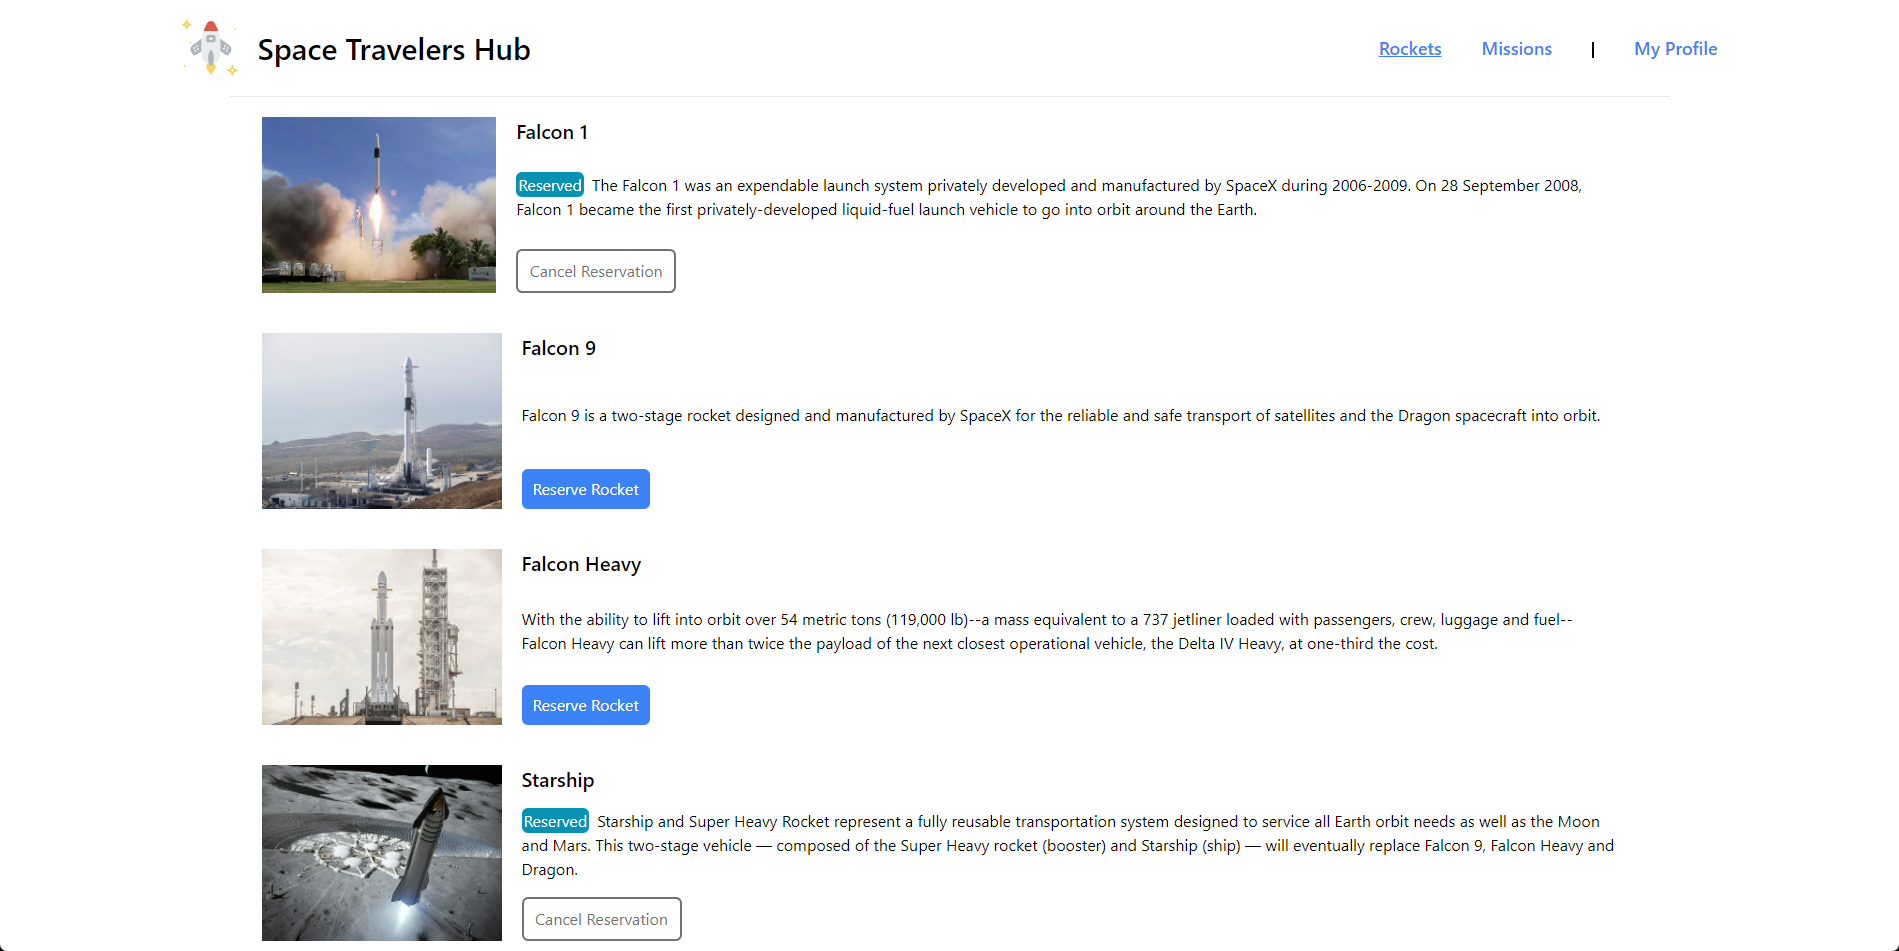 Space Travelers Hub
Rockets Missions | My Profile
Falcon 1
Reserved The Falcon 1 was an expendable launch system privately developed and manufactured by SpaceX during 2006-2009. On 28 September 2008,
Falcon 1 became the first privately-developed liquid-fuel launch vehicle to go into orbit around the Earth.
Cancel Reservation
Falcon 9
Falcon 9 is a two-stage rocket designed and manufactured by SpaceX for the reliable and safe transport of satellites and the Dragon spacecraft into orbit.
Reserve Rocket
Falcon Heavy
With the ability to lift into orbit over 54 metric tons (119,000 lb)--a mass equivalent to a 737 jetliner loaded with passengers, crew, luggage and fuel--
Falcon Heavy can lift more than twice the payload of the next closest operational vehicle, the Delta IV Heavy, at one-third the cost.
Reserve Rocket
Starship
Reserved Starship and Super Heavy Rocket represent a fully reusable transportation system designed to service all Earth orbit needs as well as the Moon
and Mars. This two-stage vehicle — composed of the Super Heavy rocket (booster) and Starship (ship) — will eventually replace Falcon 9, Falcon Heavy and
Dragon.
Cancel Reservation